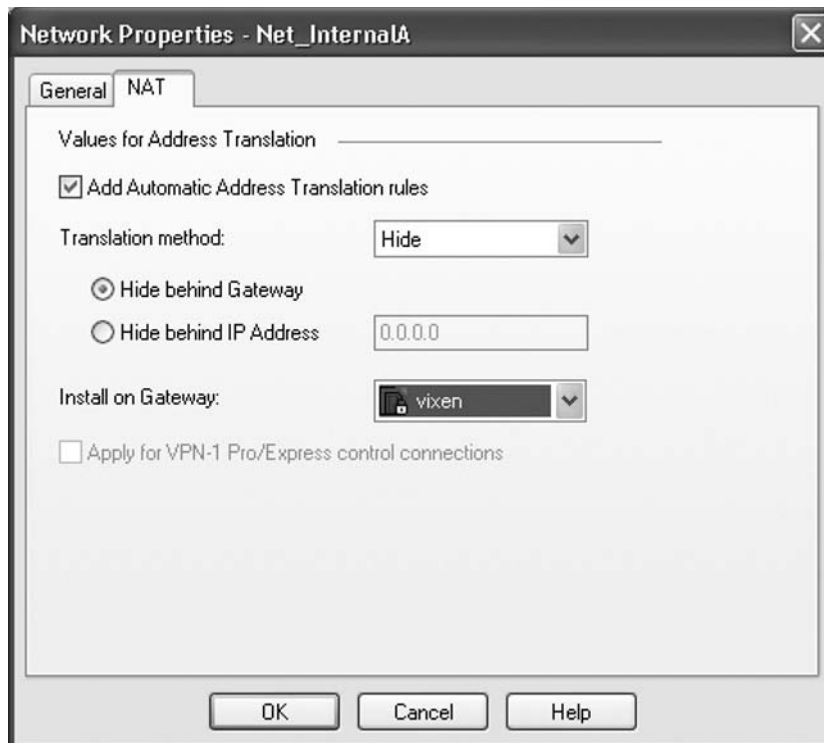 Network Properties - Net_InternalA
General NAT
Values for Address Translation
Add Automatic Address Translation rules
Translation method: Hide
Hide behind Gateway
Hide behind IP Address 0.0.0.0
Install on Gateway: vixen
Apply for VPN-1 Pro/Express control connections
OK Cancel Help